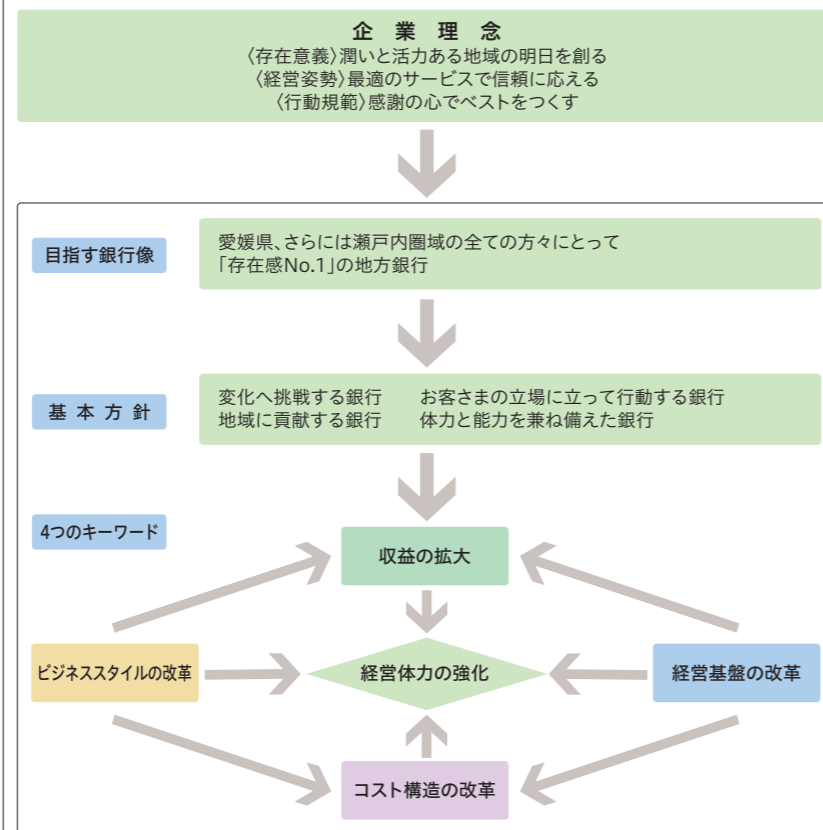 企業理念
〈存在意義〉潤いと活力ある地域の明日を創る
〈経営姿勢〉最適のサービスで信頼に応える
〈行動規範〉感謝の心でベストをつくす
目指す銀行像
愛媛県、さらには瀬戸内圏域の全ての方々にとって
「存在感No.1」の地方銀行
基本方針
変化へ挑戦する銀行 お客さまの立場に立って行動する銀行
地域に貢献する銀行 体力と能力を兼ね備えた銀行
4つのキーワード
収益の拡大
ビジネススタイルの改革
経営体力の強化
経営基盤の改革
コスト構造の改革